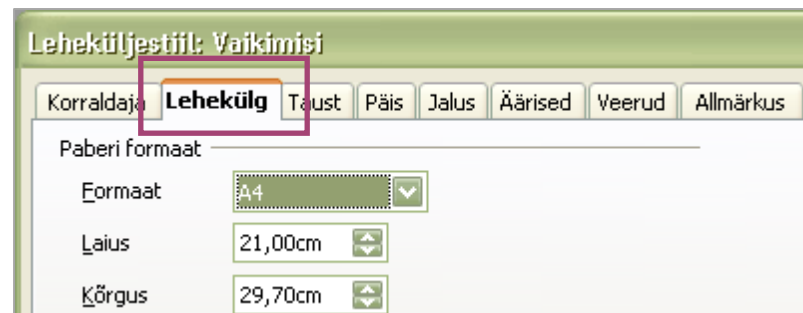 Leheküljestiil: Vaikimisi
Korraldaja Lehekülg Taust Päis Jalus Äärised Veerud Allmärkus
Paberi formaat
Formaat A4
Laius 21,00cm
Kõrgus 29,70cm